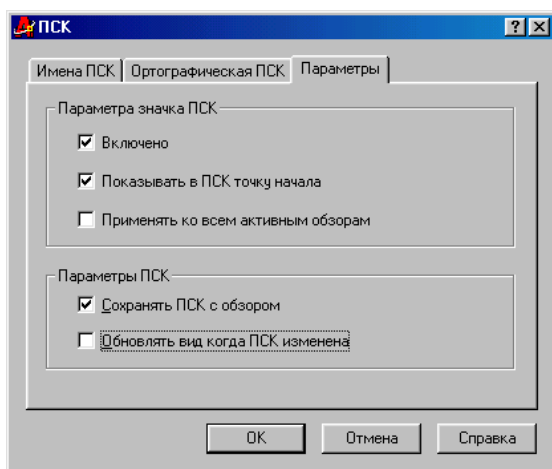 ПСК
Имена ПСК Ортографическая ПСК Параметры
Параметра значка ПСК
Включено
Показывать в ПСК точку начала
Применять ко всем активным обзорам
Параметры ПСК
Сохранять ПСК с обзором
Обновлять вид когда ПСК изменена
OK Отмена Справка